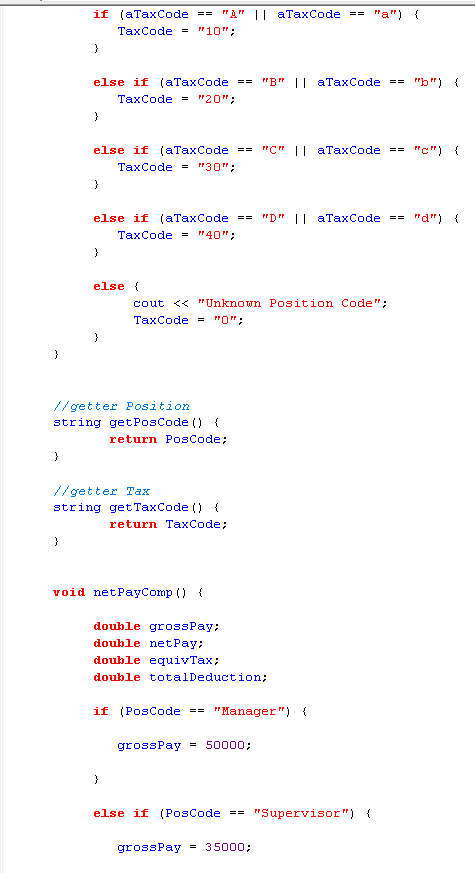 if (aTaxCode == "A" || aTaxCode == "a") {
TaxCode = "10";
}
else if (aTaxCode == "B" || aTaxCode == "b") {
TaxCode = "20";
}
else if (aTaxCode == "C" || aTaxCode == "c") {
TaxCode = "30";
}
else if (aTaxCode == "D" || aTaxCode == "d") {
TaxCode = "40";
}
else {
cout << "Unknown Position Code";
TaxCode = "0";
}
}
//getter Position
string getPosCode() {
return PosCode;
}
//getter Tax
string getTaxCode() {
return TaxCode;
}
void netPayComp() {
double grossPay;
double netPay;
double equivTax;
double totalDeduction;
if (PosCode == "Manager") {
grossPay = 50000;
}
else if (PosCode == "Supervisor") {
grossPay = 35000;